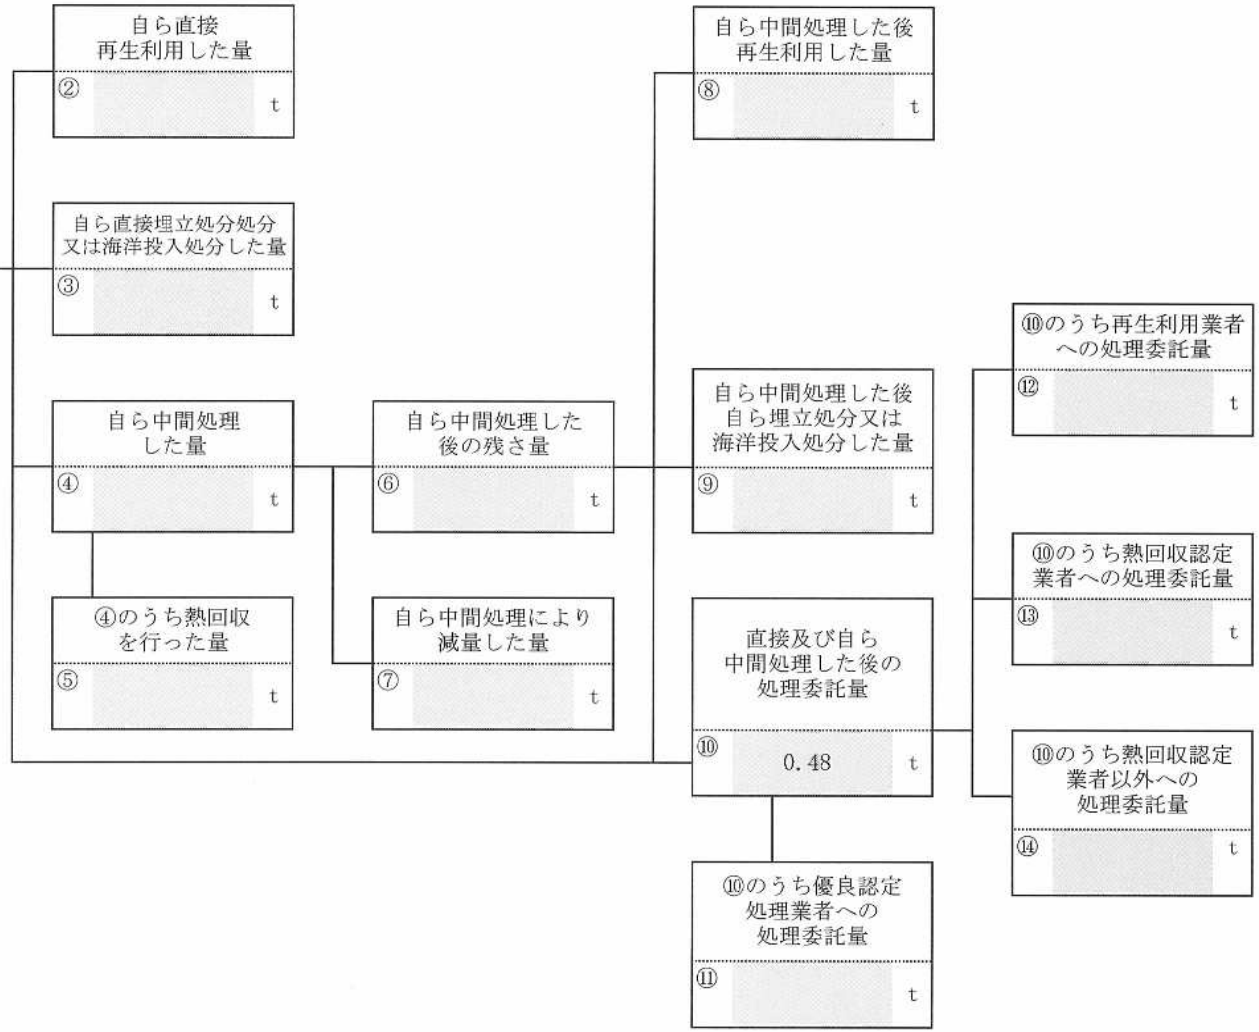 自ら直接
再生利用した量
②
t
自ら中間処理した後
再生利用した量
⑧
t
自ら直接埋立処分処分
又は海洋投入処分した量
③
t
⑩のうち再生利用業者
への処理委託量
⑫
t
自ら中間処理
した量
④
t
自ら中間処理した
後の残さ量
⑥
t
自ら中間処理した後
自ら埋立処分又は
海洋投入処分した量
⑨
t
⑩のうち熱回収認定
業者への処理委託量
⑬
t
④のうち熱回収
を行った量
⑤
t
自ら中間処理により
減量した量
⑦
t
直接及び自ら
中間処理した後の
処理委託量
⑩
0.48 t
⑩のうち熱回収認定
業者以外への
処理委託量
⑭
t
⑩のうち優良認定
処理業者への
処理委託量
⑪
t